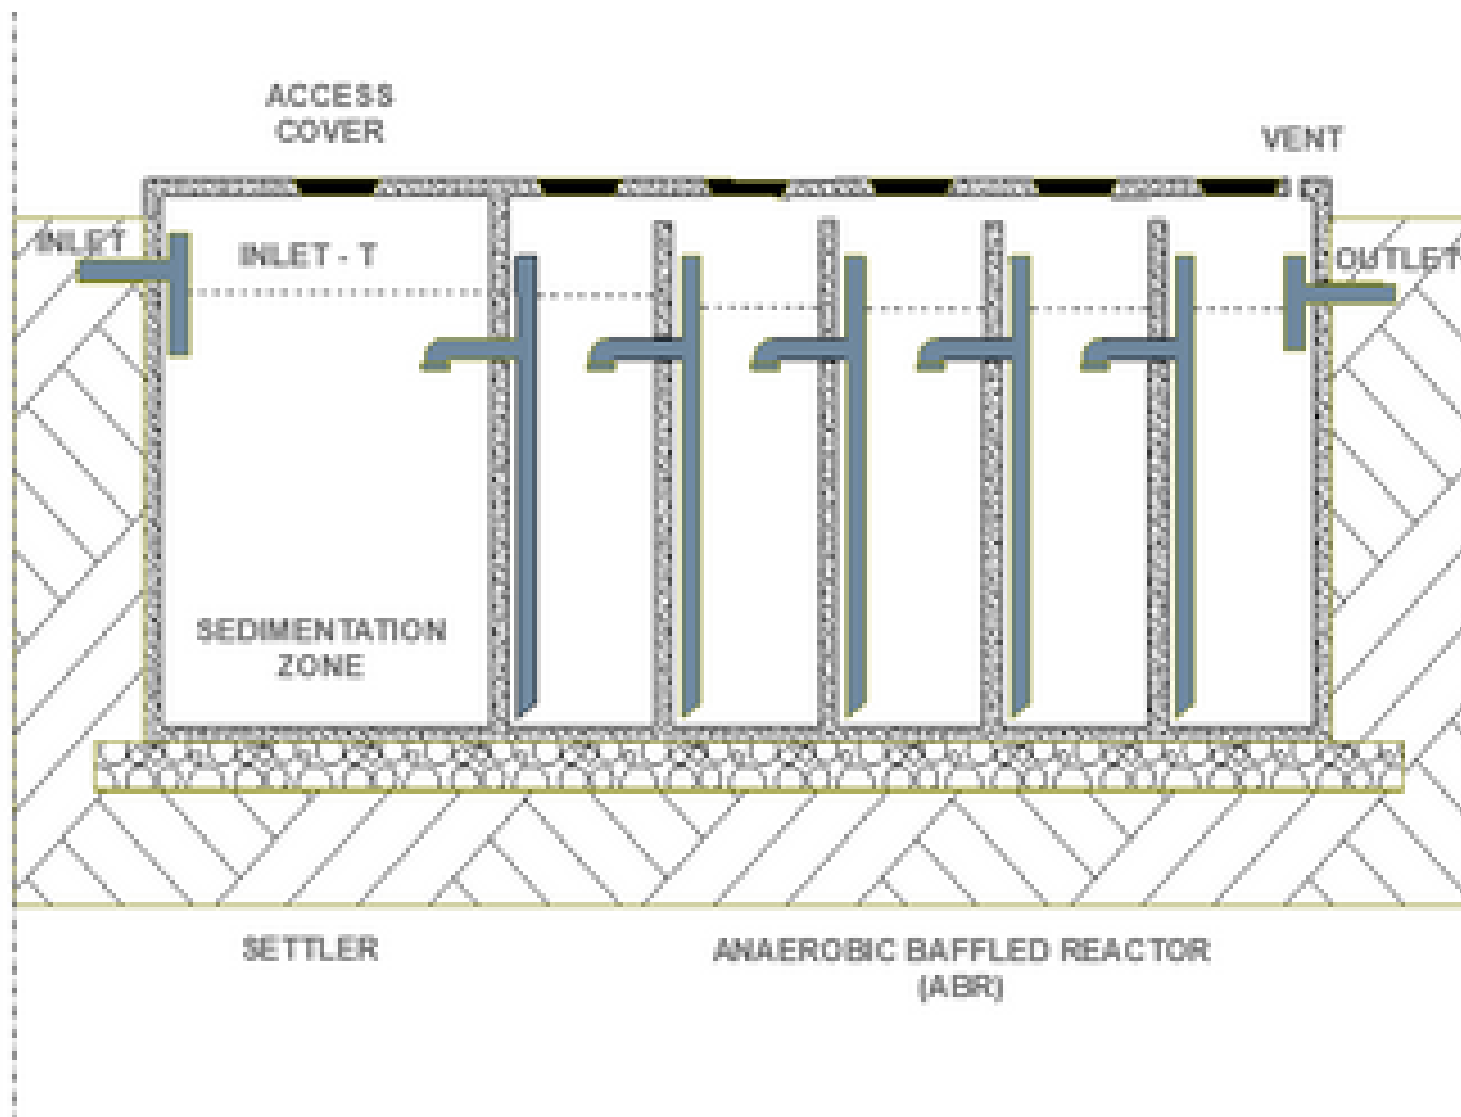 ACCESS
COVER
VENT
INLET
INLET - T
OUTLET
SEDIMENTATION
ZONE
SETTLER
ANAEROBIC BAFFLED REACTOR
(ABR)